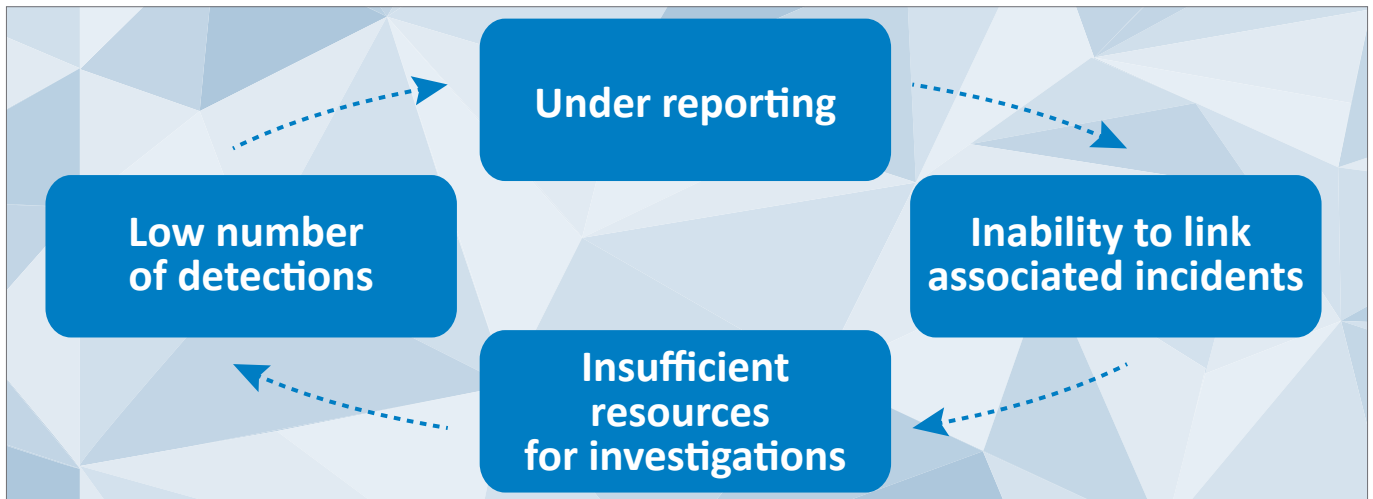 Under reporting
Low number
of detections
Inability to link
associated incidents
Insufficient
resources
for investigations